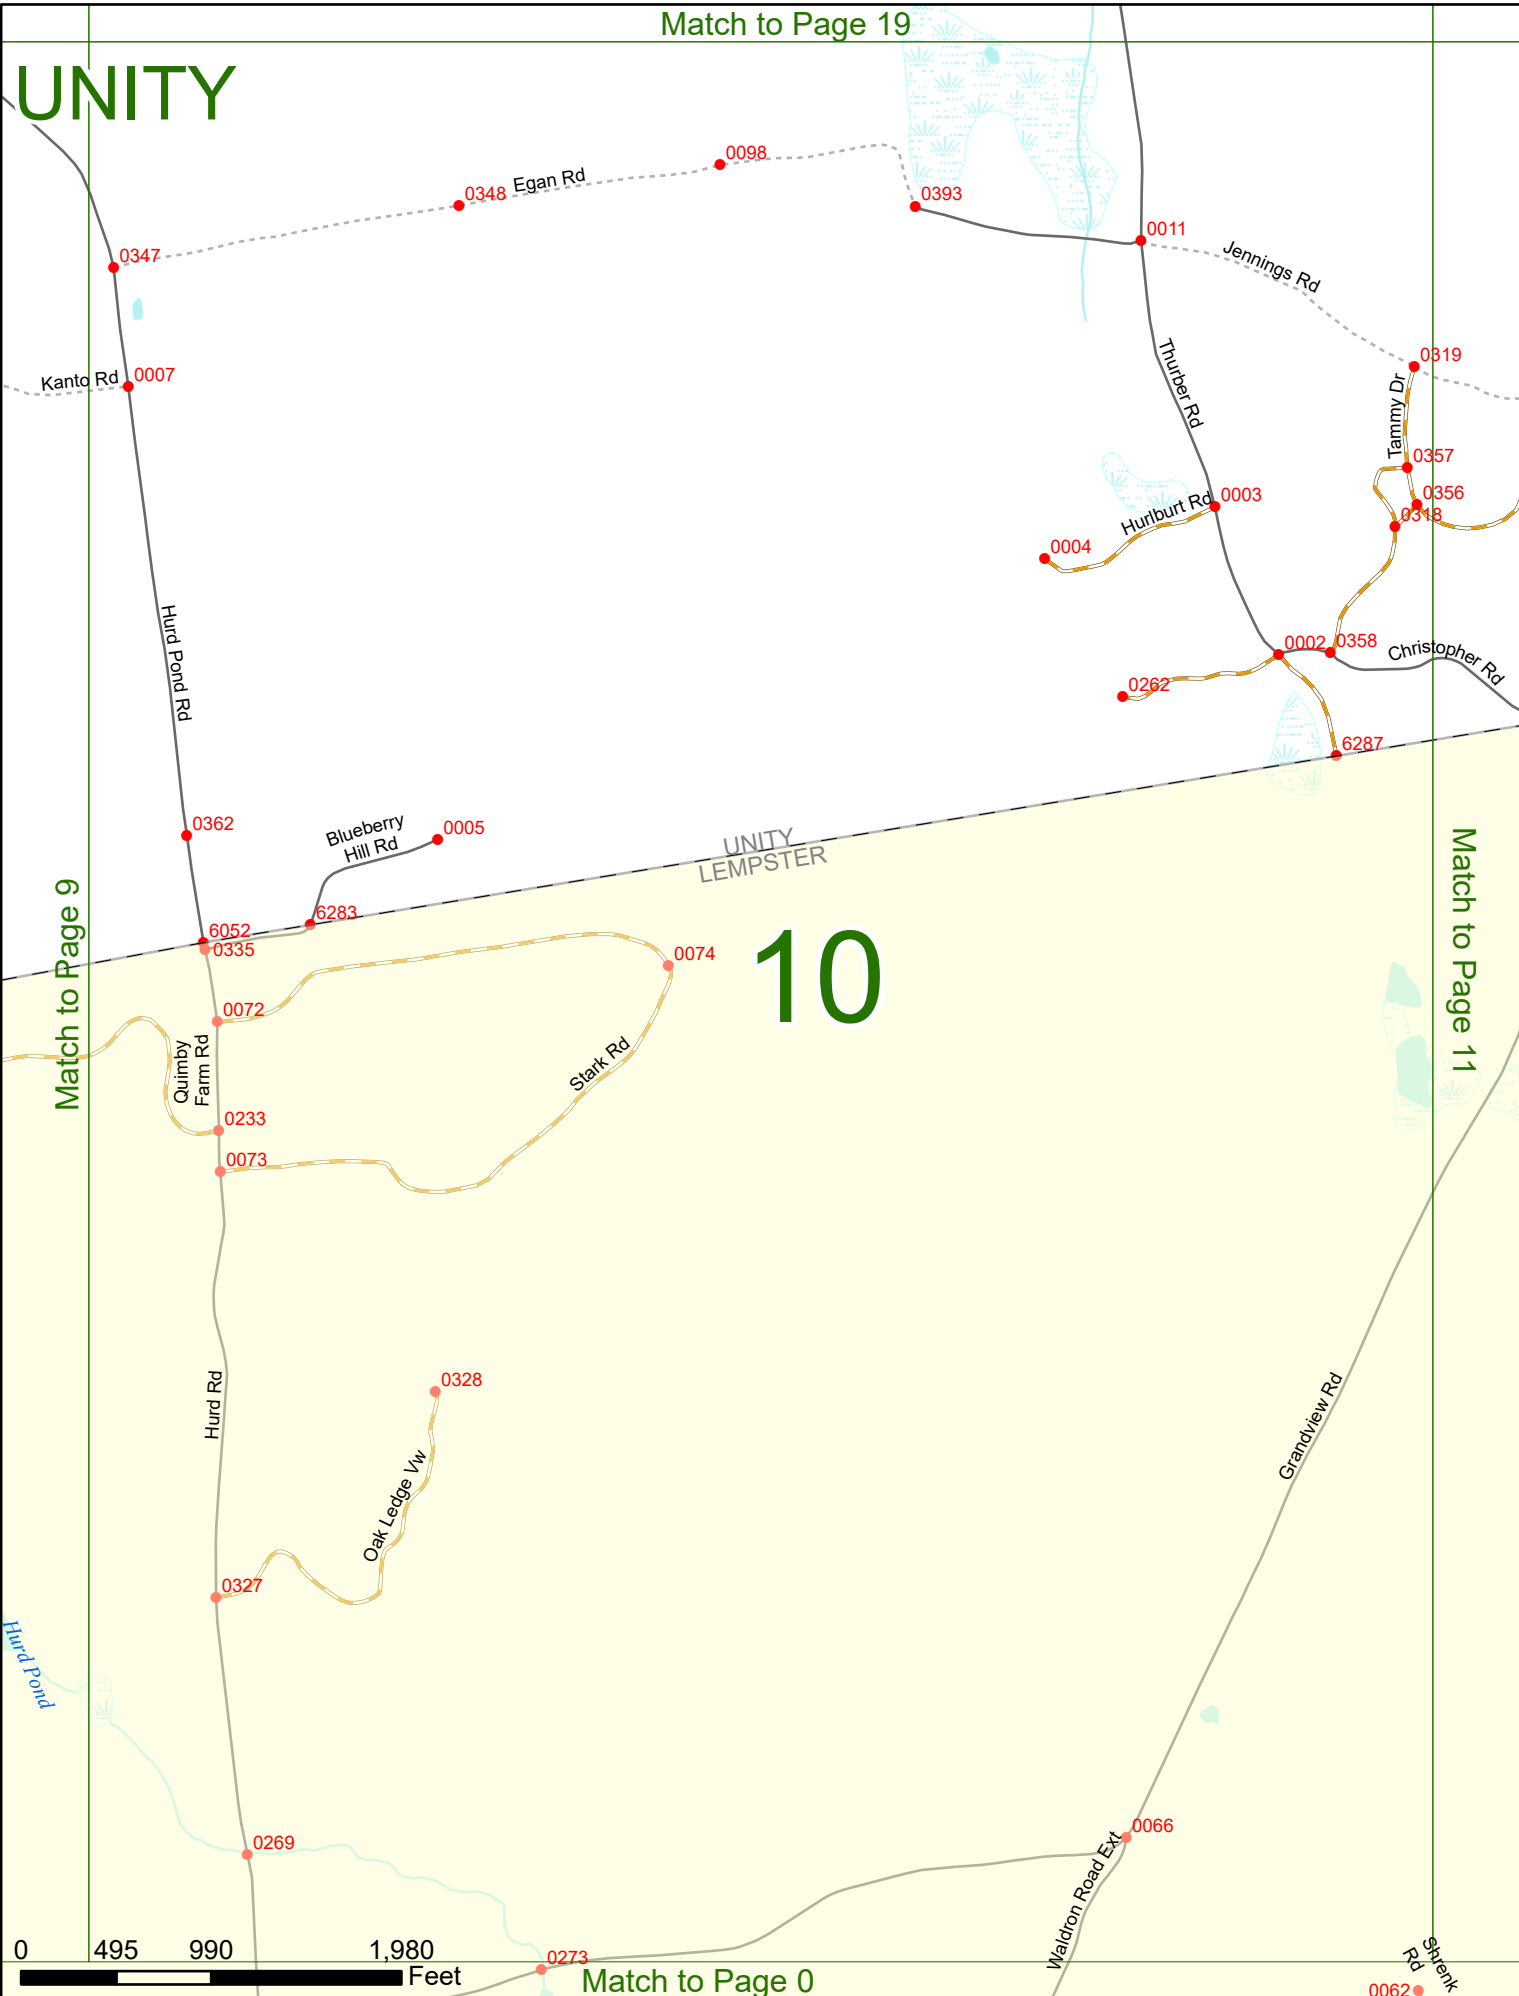 Match to Page 19
UNITY
0098
Egan Rd
0348
0393
0011
0347
Jennings Rd
Kanto Rd
0007
Thurber Rd
0319
Tammy Dr
0357
0356
0318
0003
Hurlburt Rd
0004
Hurd Pond Rd
0002
0358
Christopher Rd
0262
6287
0362
Blueberry
Hill Rd
0005
UNITY
LEMPSTER
Match to Page 9
Match to Page 11
6283
6052
0335
10
0074
0072
Quimby
Farm Rd
Stark Rd
0233
0073
Hurd Rd
0328
Oak Ledge Vw
Grandview Rd
0327
Hurd Pond
0269
0066
Waldron Road Ext
0273
Shrenk
Rd
0062
0
495
990
1,980
Feet
Match to Page 0